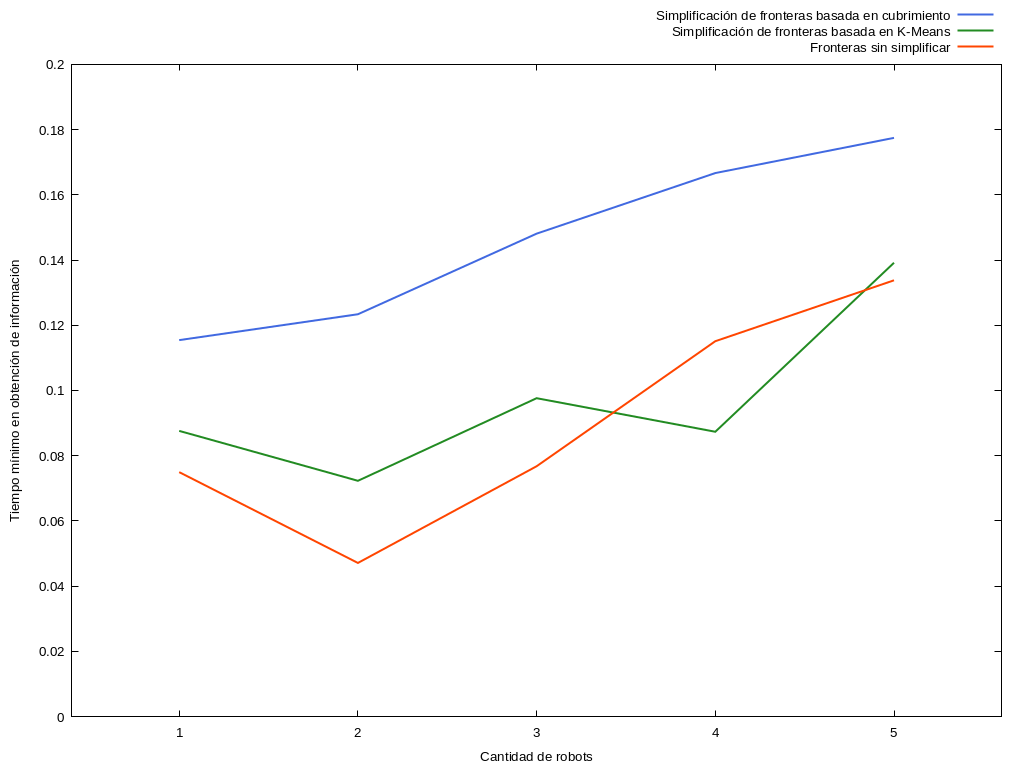 Simplificación de fronteras basada en cubrimiento
Simplificación de fronteras basada en K-Means
Fronteras sin simplificar
0.2
0.18
0.16
0.14
0.12
0.1
0.08
0.06
0.04
0.02
0
Tiempo mínimo en obtención de información
1 2 3 4 5
Cantidad de robots